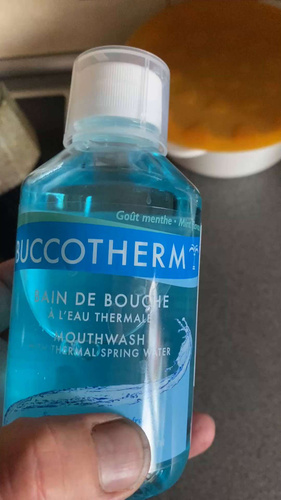 Goût menthe •
BUCCOTHERM
BAIN DE BOUCHE
À L'EAU THERMALE
MOUTHWASH
THERMAL SPRING WATER